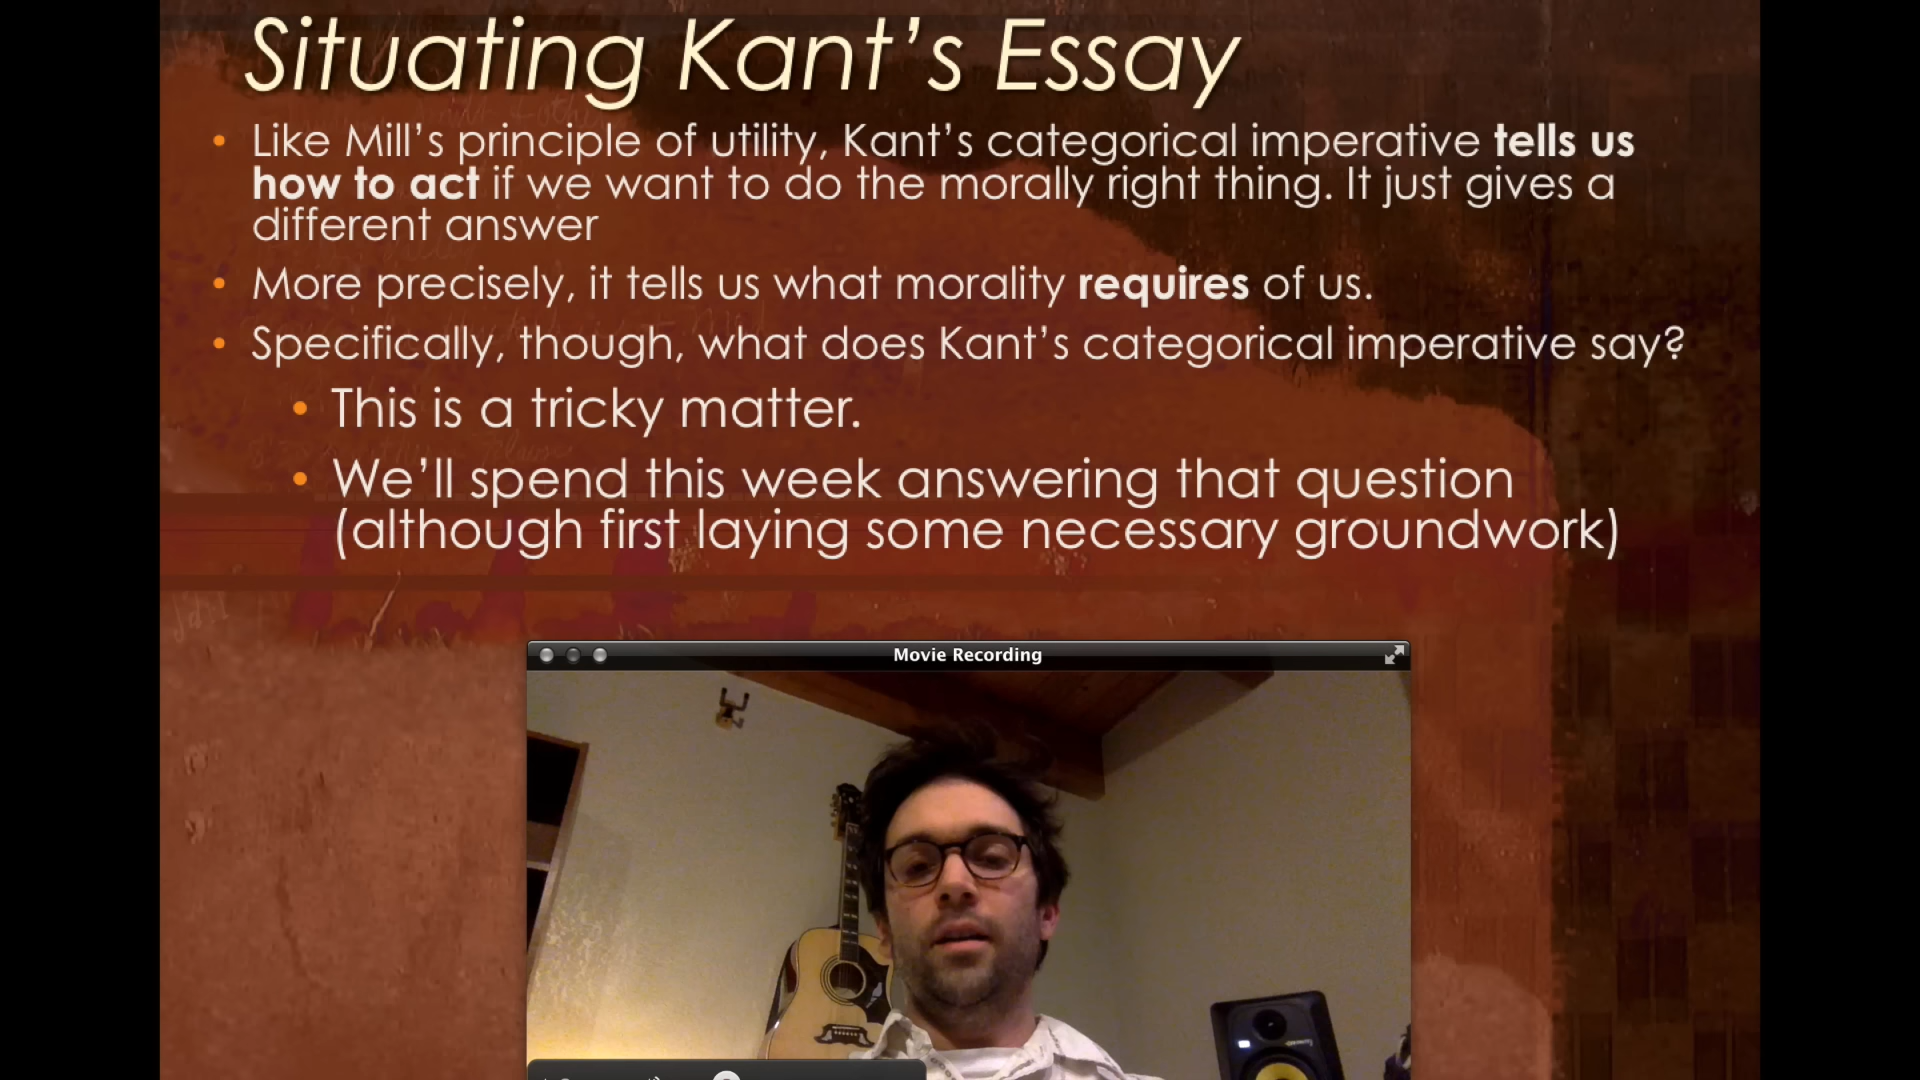 Situating Kant’s Essay
• Like Mill’s principle of utility, Kant’s categorical imperative tells us
how to act if we want to do the morally right thing. It just gives a
different answer
• More precisely, it tells us what morality requires of us.
• Specifically, though, what does Kant’s categorical imperative say?
• This is a tricky matter.
• We’ll spend this week answering that question
(although first laying some necessary groundwork)
Movie Recording